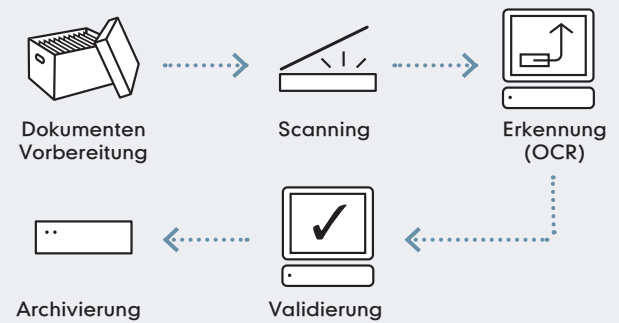 Dokumenten
Vorbereitung
Scanning
Erkennung
(OCR)
Archivierung
Validierung